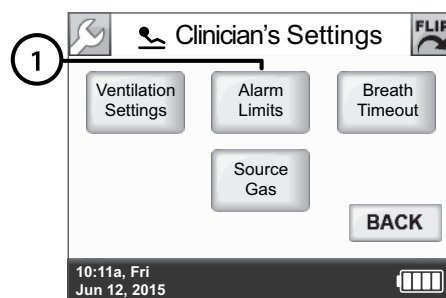 Clinician's Settings
FLIP
1
Ventilation
Settings
Alarm
Limits
Breath
Timeout
Source
Gas
BACK
10:11a, Fri
Jun 12, 2015